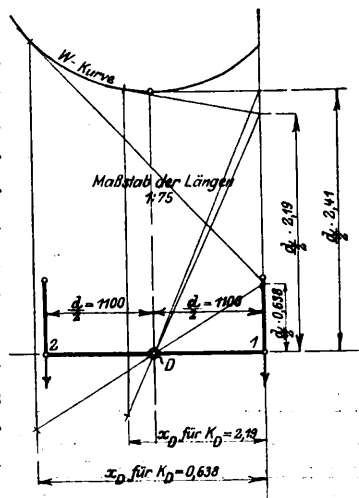 W-Kurve
Maßstab der Längen
1:75
d/2 · 2,19
d/2 · 2,41
d/2 = 1100
d/2 = 1100
d/2 · 0,638
2
1
D
x_D für K_D = 2,19
x_D für K_D = 0,638